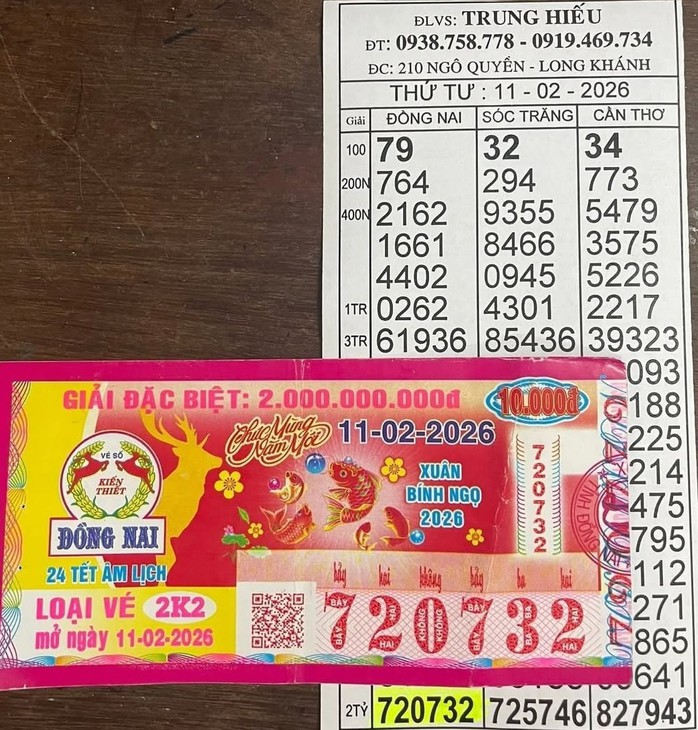 ĐLVS: TRUNG HIẾU
ĐT: 0938.758.778 - 0919.469.734
ĐC: 210 NGÔ QUYỀN - LONG KHÁNH
THỨ TƯ : 11 - 02 - 2026
Giải ĐỒNG NAI SÓC TRĂNG CẦN THƠ
100 79 32 34
200N 764 294 773
400N 2162 9355 5479
1661 8466 3575
4402 0945 5226
1TR 0262 4301 2217
3TR 61936 85436 39323
093
188
225
214
475
795
112
271
865
641
2TỶ 720732 725746 827943
GIẢI ĐẶC BIỆT: 2.000.000.000đ
10.000đ
Chúc Mừng Năm Mới
11-02-2026
VÉ SỐ
KIẾN THIẾT
ĐỒNG NAI
XUÂN
BÍNH NGỌ
2026
720732
24 TẾT ÂM LỊCH
LOẠI VÉ 2K2
mở ngày 11-02-2026
bảy hai không bảy ba hai
720732
BẢY HAI KHÔNG BẢY BA HAI